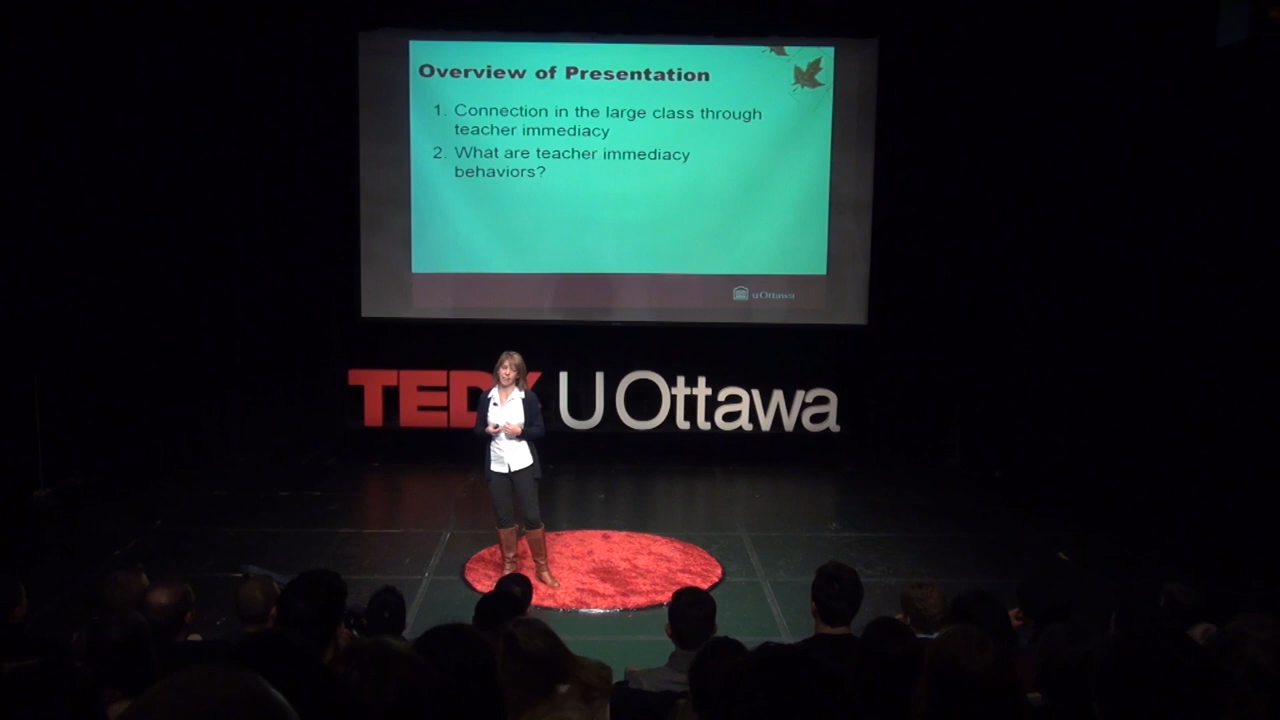 Overview of Presentation
1. Connection in the large class through
teacher immediacy
2. What are teacher immediacy
behaviors?
uOttawa
TEDx UOttawa